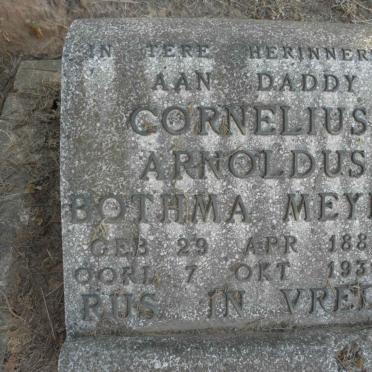 IN TERE HERINNER
AAN DADDY
CORNELIUS
ARNOLDUS
BOTHMA MEY
GEB 29 APR 188
OORL 7 OKT 193
RUS IN VRED